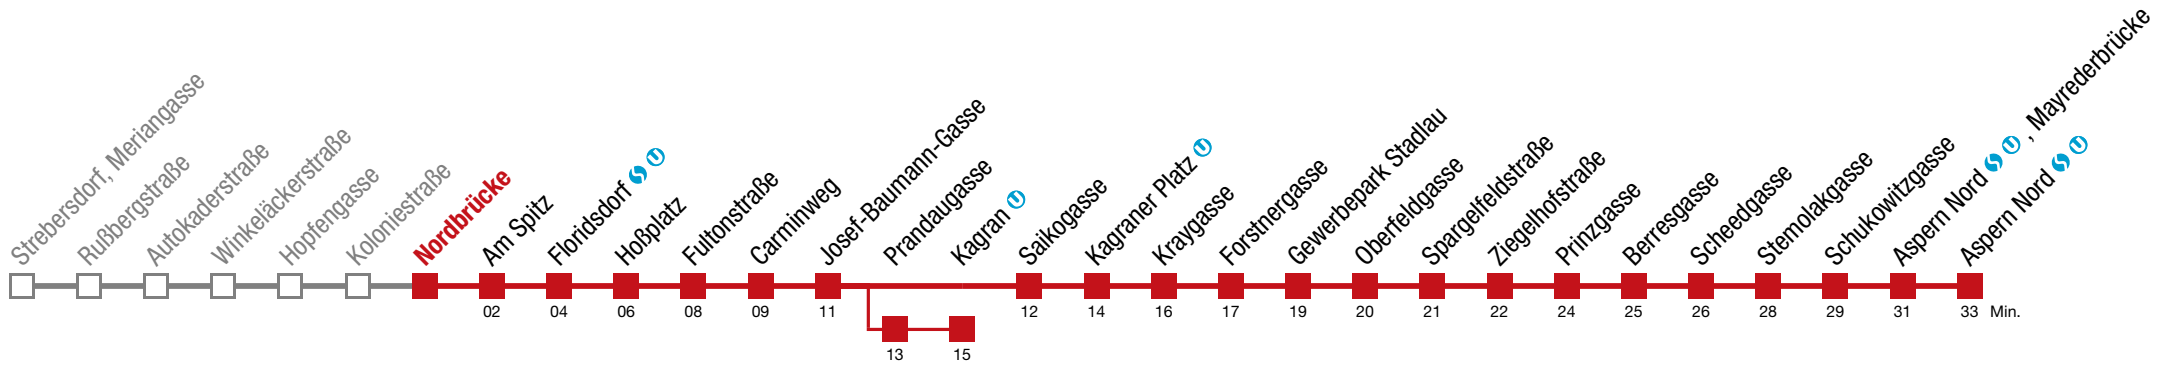 Strebersdorf, Meriangasse
Rußbergstraße
Autokaderstraße
Winkeläckerstraße
Hopfengasse
Koloniestraße
Nordbrücke
Am Spitz
Floridsdorf S U
Hoßplatz
Fultonstraße
Carminweg
Josef-Baumann-Gasse
Prandaugasse
Kagran U
Saikogasse
Kagraner Platz U
Kraygasse
Forstnergasse
Gewerbepark Stadlau
Oberfeldgasse
Spargelfeldstraße
Ziegelhofstraße
Prinzgasse
Berresgasse
Scheedgasse
Stemolakgasse
Schukowitzgasse
Aspern Nord S U , Mayrederbrücke
Aspern Nord S U
02 04 06 08 09 11 12 14 16 17 19 20 21 22 24 25 26 28 29 31 33 Min.
13 15